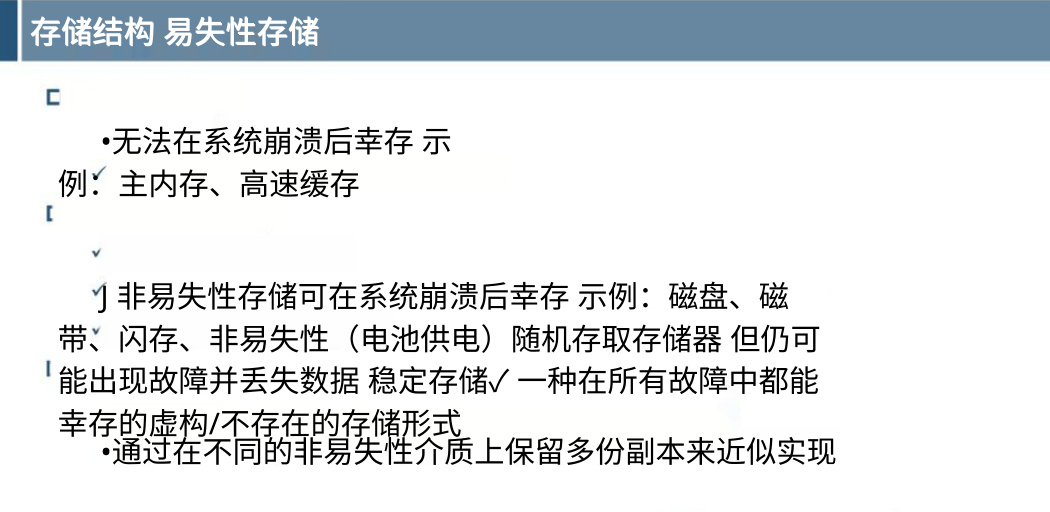 存储结构 易失性存储
•无法在系统崩溃后幸存 示
例：主内存、高速缓存
J 非易失性存储可在系统崩溃后幸存 示例：磁盘、磁
带、闪存、非易失性（电池供电）随机存取存储器 但仍可
能出现故障并丢失数据 稳定存储✓ 一种在所有故障中都能
幸存的虚构/不存在的存储形式
•通过在不同的非易失性介质上保留多份副本来近似实现